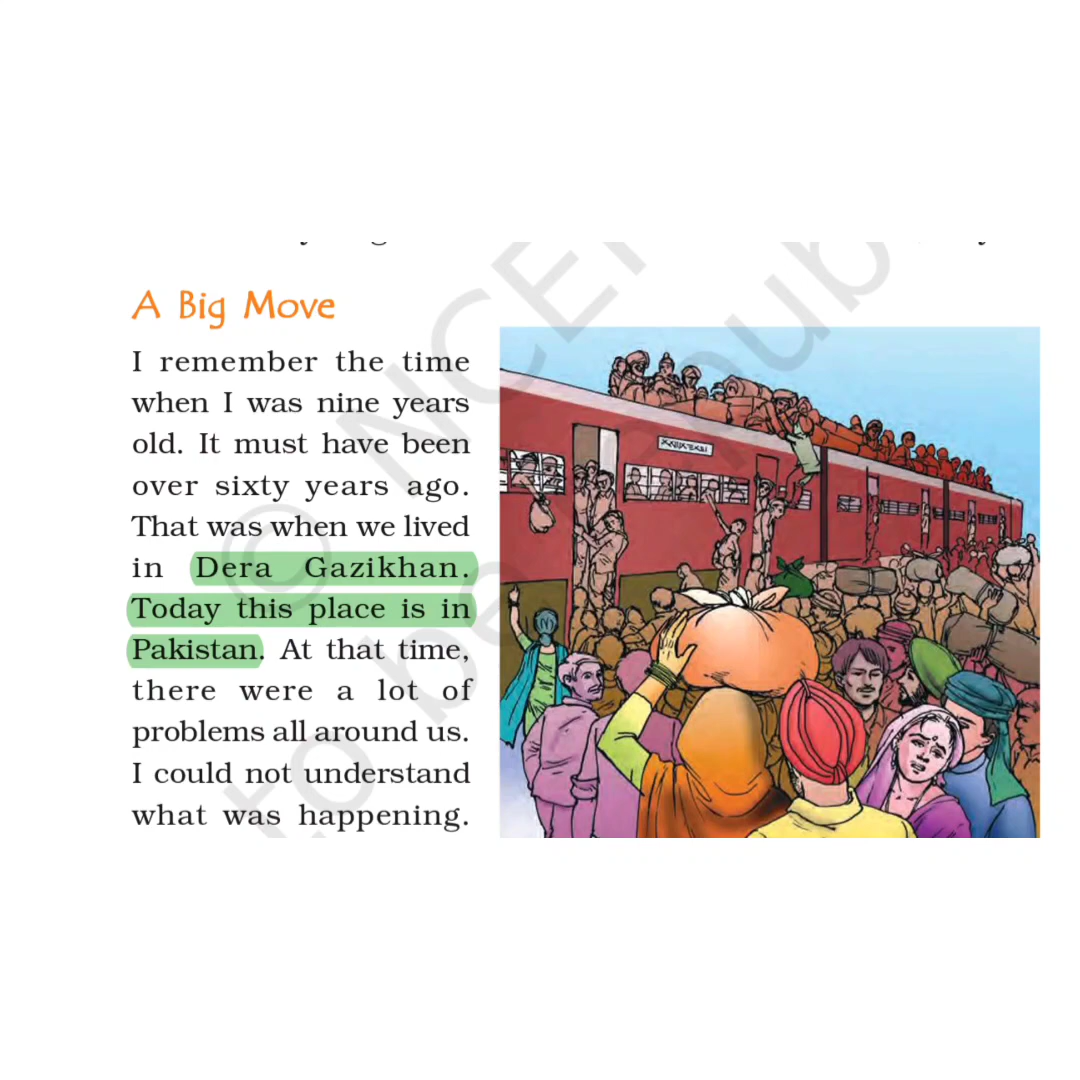 A Big Move
I remember the time
when I was nine years
old. It must have been
over sixty years ago.
That was when we lived
in Dera Gazikhan.
Today this place is in
Pakistan. At that time,
there were a lot of
problems all around us.
I could not understand
what was happening.